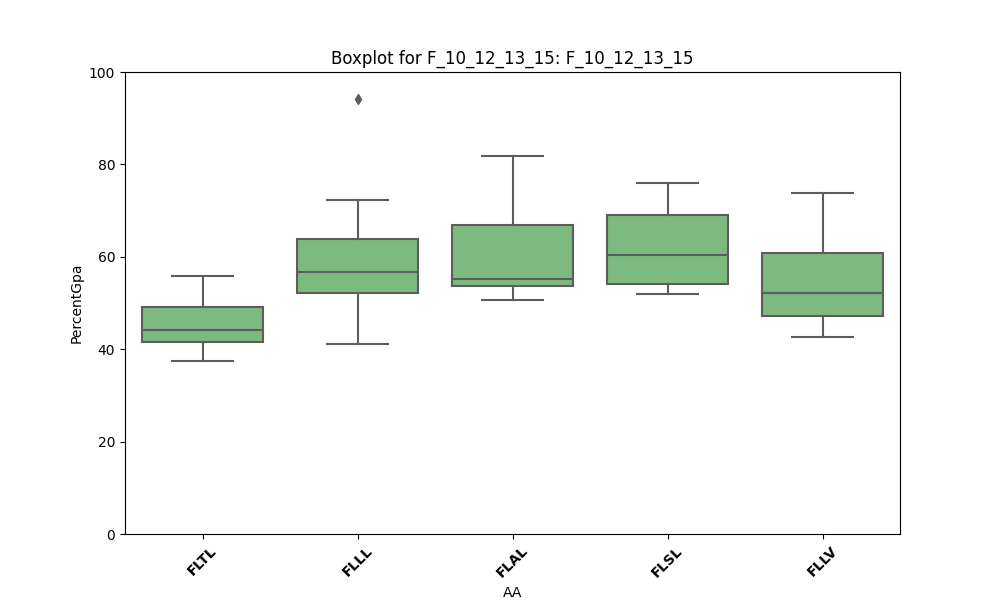 Boxplot for F_10_12_13_15: F_10_12_13_15
100
80
60
40
20
0
PercentGpa
FLTL
FLLL
FLAL
FLSL
FLLV
AA